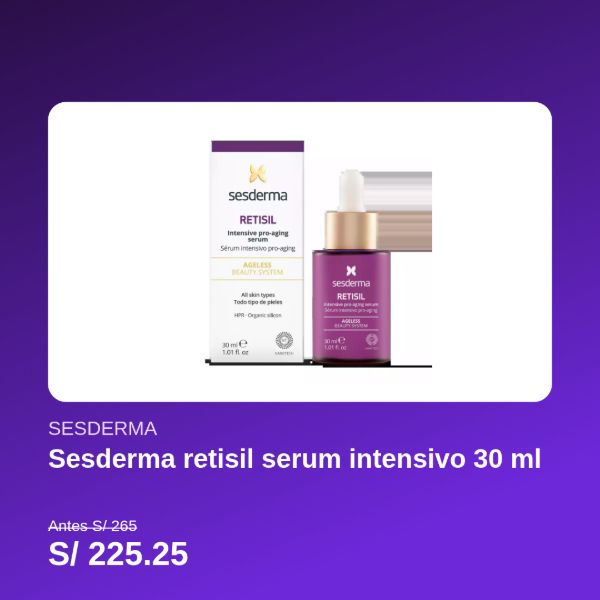 sesderma
RETISIL
Intensive pro-aging
serum
Sérum intensivo pro-aging
AGELESS
BEAUTY SYSTEM
All skin types
Todo tipo de pieles
HPR · Organic silicon
30 ml ℮
1.01 fl. oz
NANOTECH
sesderma
RETISIL
Intensive pro-aging serum
Sérum intensivo pro-aging
AGELESS
BEAUTY SYSTEM
30 ml ℮
1.01 fl. oz
SESDERMA
Sesderma retisil serum intensivo 30 ml
Antes S/ 265
S/ 225.25